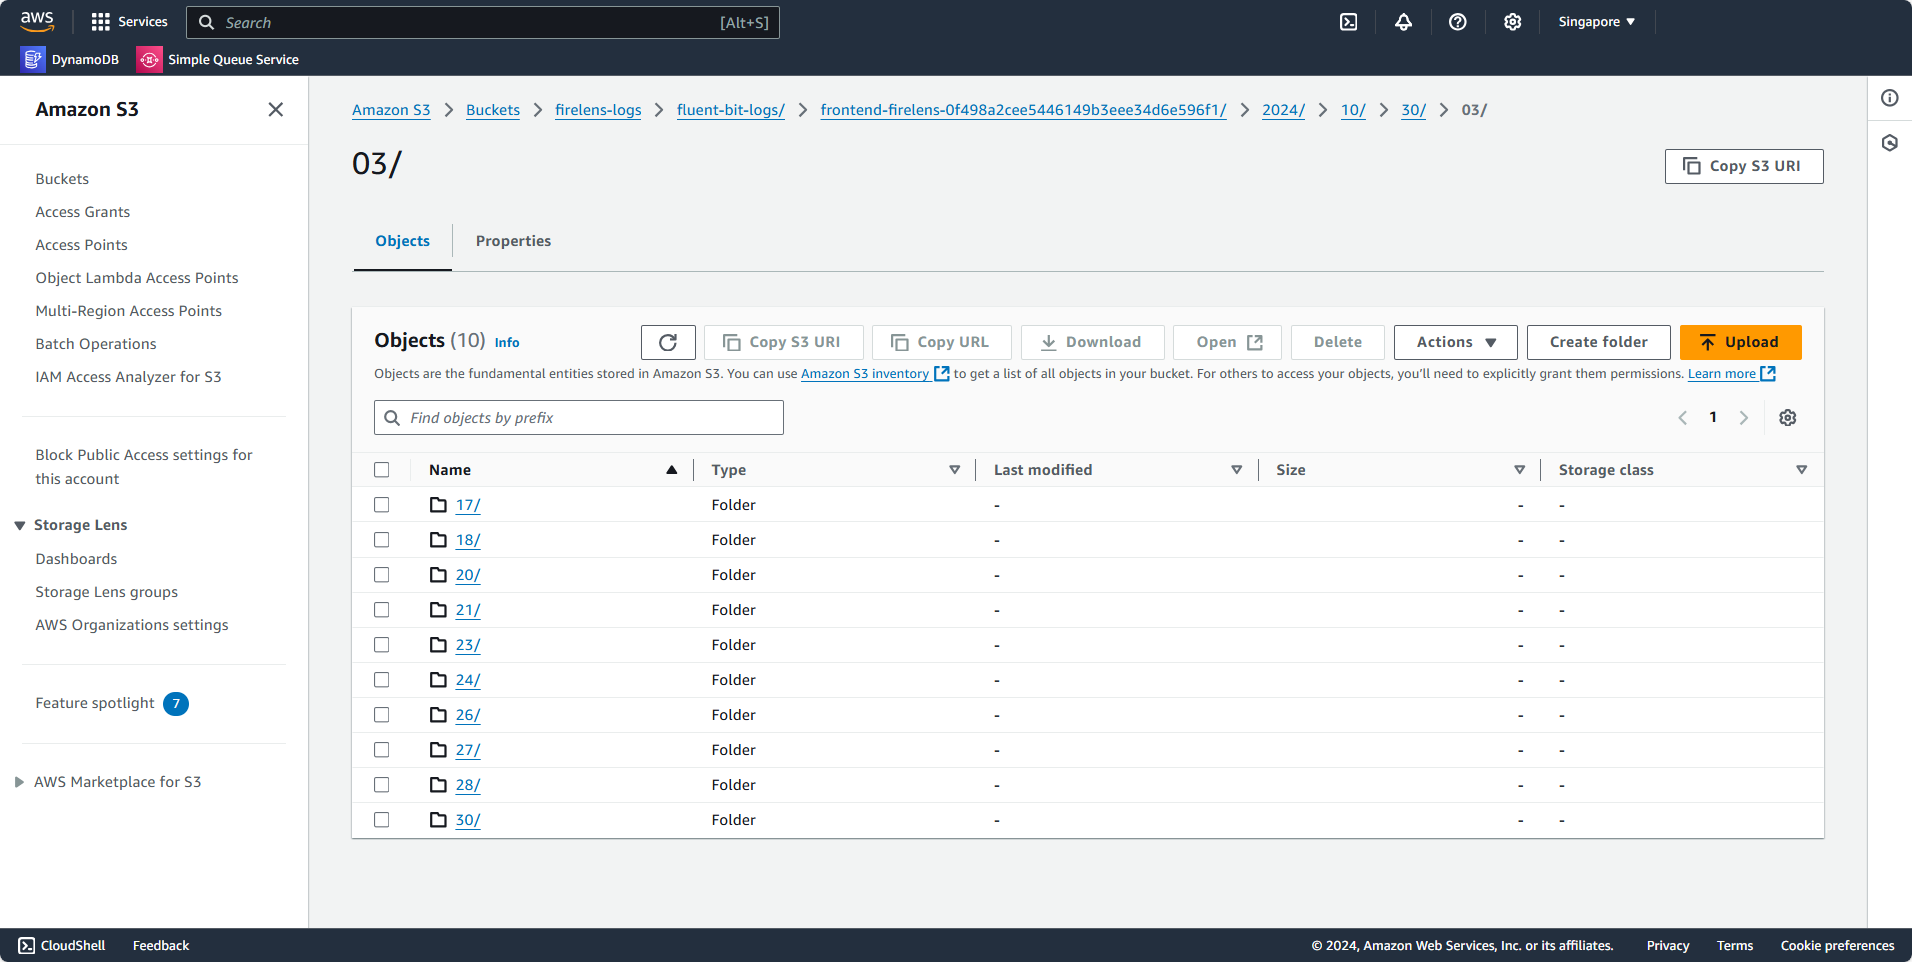 aws
Services
Search
[Alt+S]
Singapore
DynamoDB
Simple Queue Service
Amazon S3
Buckets
Access Grants
Access Points
Object Lambda Access Points
Multi-Region Access Points
Batch Operations
IAM Access Analyzer for S3
Block Public Access settings for
this account
Storage Lens
Dashboards
Storage Lens groups
AWS Organizations settings
Feature spotlight 7
AWS Marketplace for S3
Amazon S3 Buckets firelens-logs fluent-bit-logs/ frontend-firelens-0f498a2cee5446149b3eee34d6e596f1/ 2024/ 10/ 30/ 03/
03/
Copy S3 URI
Objects Properties
Objects (10) Info
Copy S3 URI Copy URL Download Open Delete Actions Create folder Upload
Objects are the fundamental entities stored in Amazon S3. You can use Amazon S3 inventory to get a list of all objects in your bucket. For others to access your objects, you'll need to explicitly grant them permissions. Learn more
Find objects by prefix
1
Name Type Last modified Size Storage class
17/ Folder - - -
18/ Folder - - -
20/ Folder - - -
21/ Folder - - -
23/ Folder - - -
24/ Folder - - -
26/ Folder - - -
27/ Folder - - -
28/ Folder - - -
30/ Folder - - -
CloudShell Feedback © 2024, Amazon Web Services, Inc. or its affiliates. Privacy Terms Cookie preferences